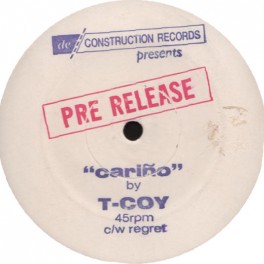 de/CONSTRUCTION RECORDS
presents
PRE RELEASE
"cariño"
by
T-COY
45rpm
c/w regret